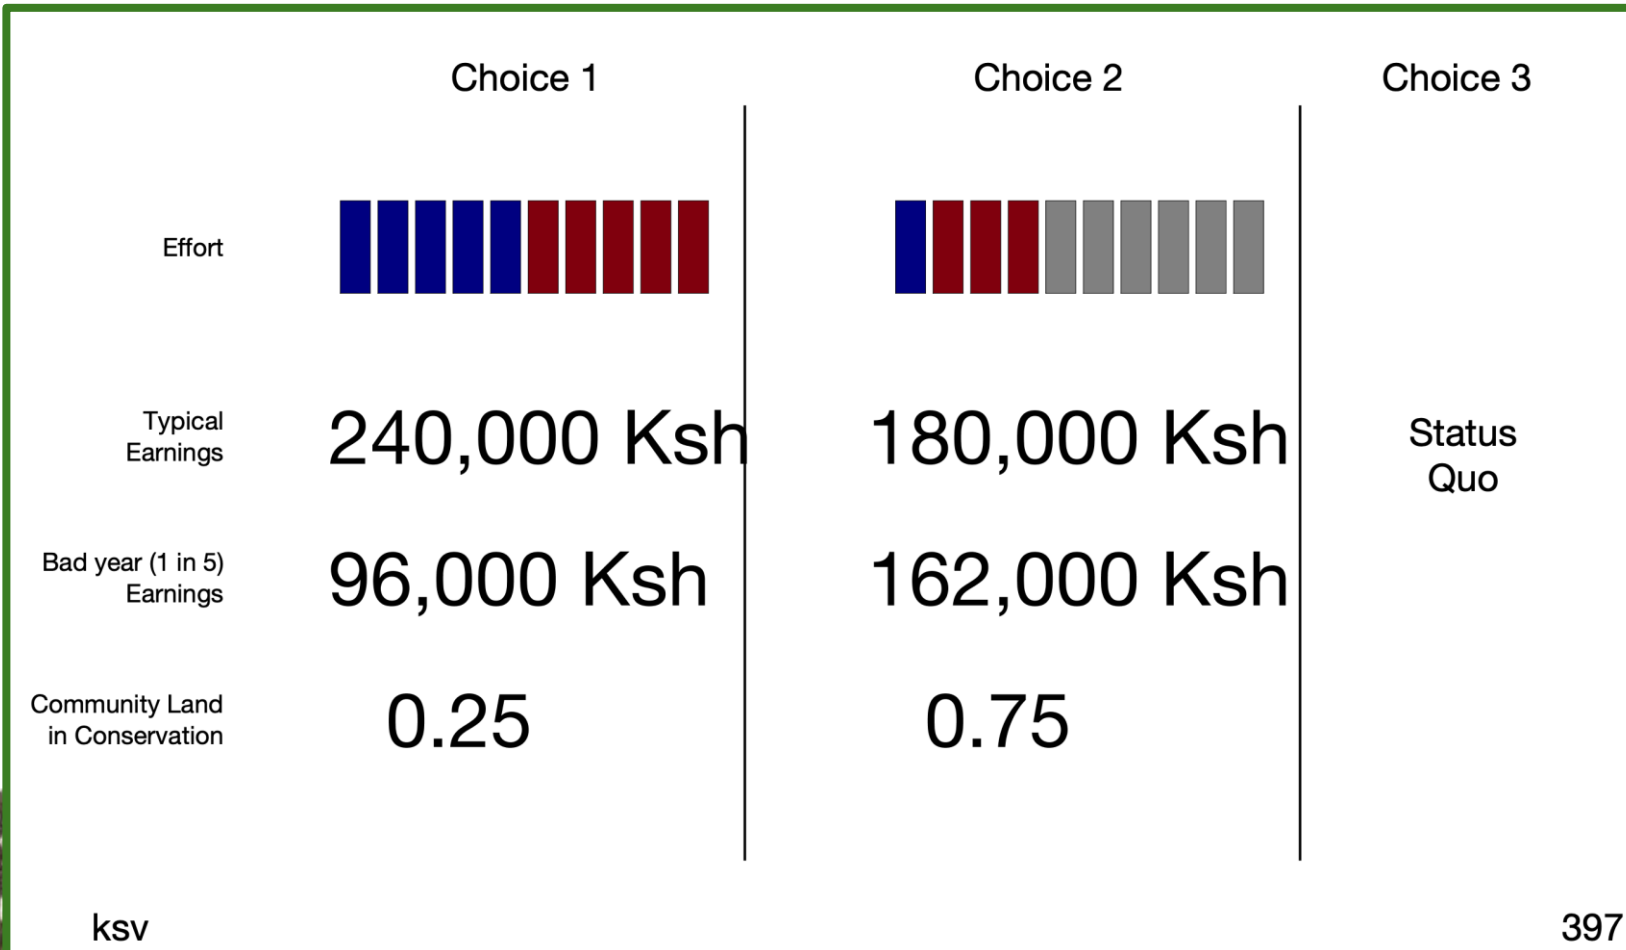 Choice 1
Choice 2
Choice 3
Effort
Typical
Earnings
240,000 Ksh
180,000 Ksh
Status
Quo
Bad year (1 in 5)
Earnings
96,000 Ksh
162,000 Ksh
Community Land
in Conservation
0.25
0.75
ksv
397